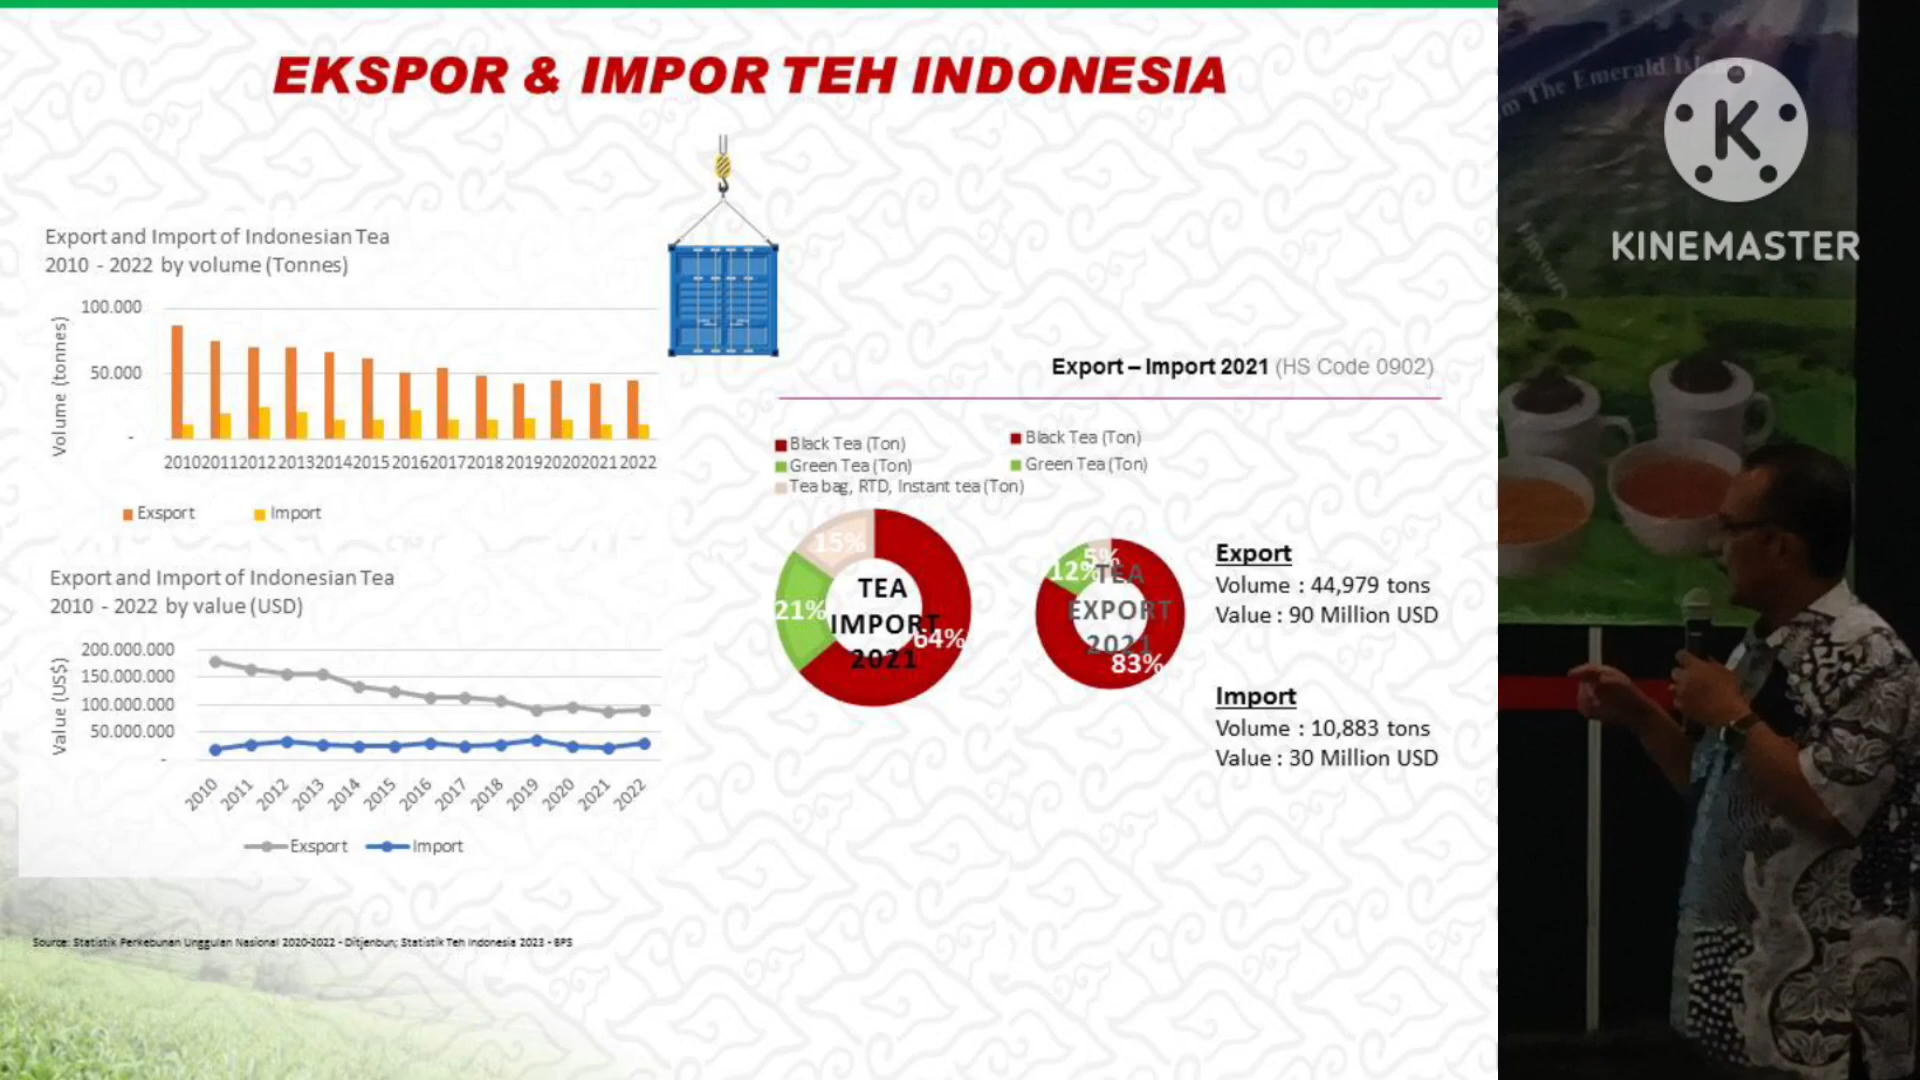 EKSPOR & IMPOR TEH INDONESIA
Export and Import of Indonesian Tea
2010 - 2022 by volume (Tonnes)
Volume (tonnes)
100.000
50.000
-
2010 2011 2012 2013 2014 2015 2016 2017 2018 2019 2020 2021 2022
Exsport Import
Export and Import of Indonesian Tea
2010 - 2022 by value (USD)
Value (US$)
200.000.000
150.000.000
100.000.000
50.000.000
-
2010 2011 2012 2013 2014 2015 2016 2017 2018 2019 2020 2021 2022
Exsport Import
Source: Statistik Perkebunan Unggulan Nasional 2020-2022 - Ditjenbun; Statistik Teh Indonesia 2023 - BPS
Export – Import 2021 (HS Code 0902)
Black Tea (Ton)
Green Tea (Ton)
Tea bag, RTD, Instant tea (Ton)
15%
21%
64%
TEA
IMPORT
2021
Black Tea (Ton)
Green Tea (Ton)
5%
12%
83%
TEA
EXPORT
2021
Export
Volume : 44,979 tons
Value : 90 Million USD
Import
Volume : 10,883 tons
Value : 30 Million USD
The Emerald
K
KINEMASTER